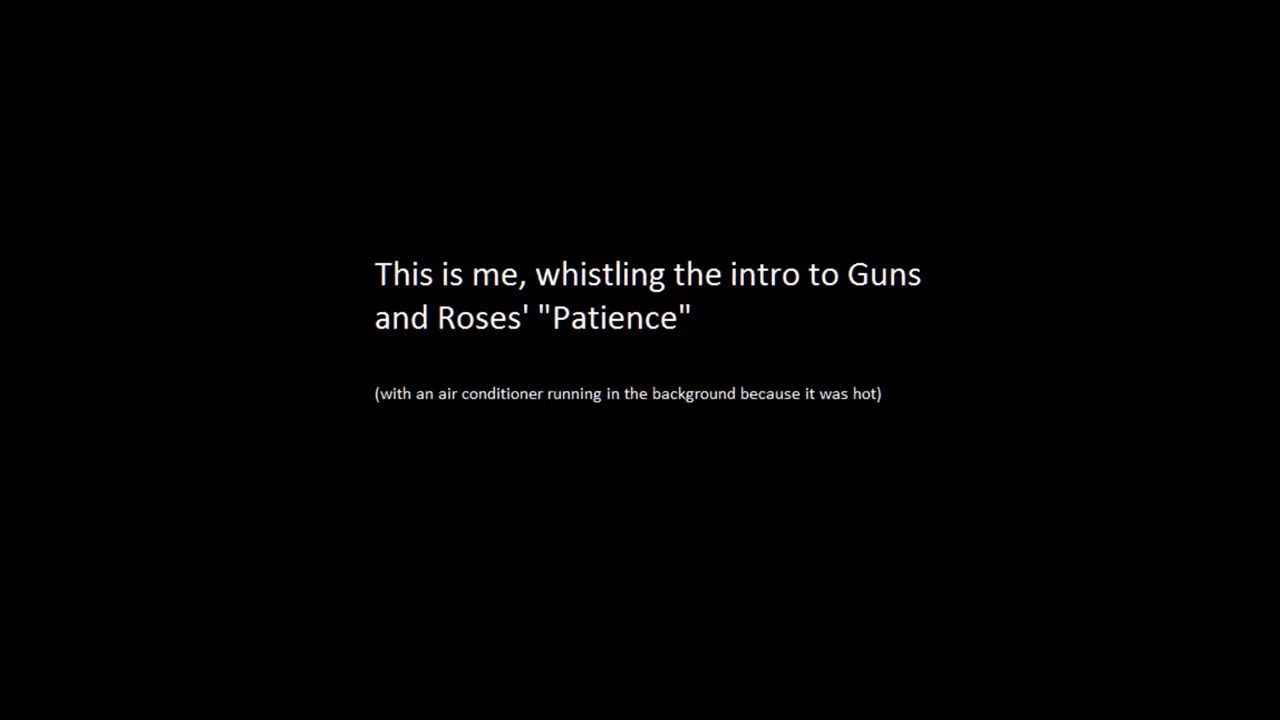 This is me, whistling the intro to Guns
and Roses' "Patience"
(with an air conditioner running in the background because it was hot)